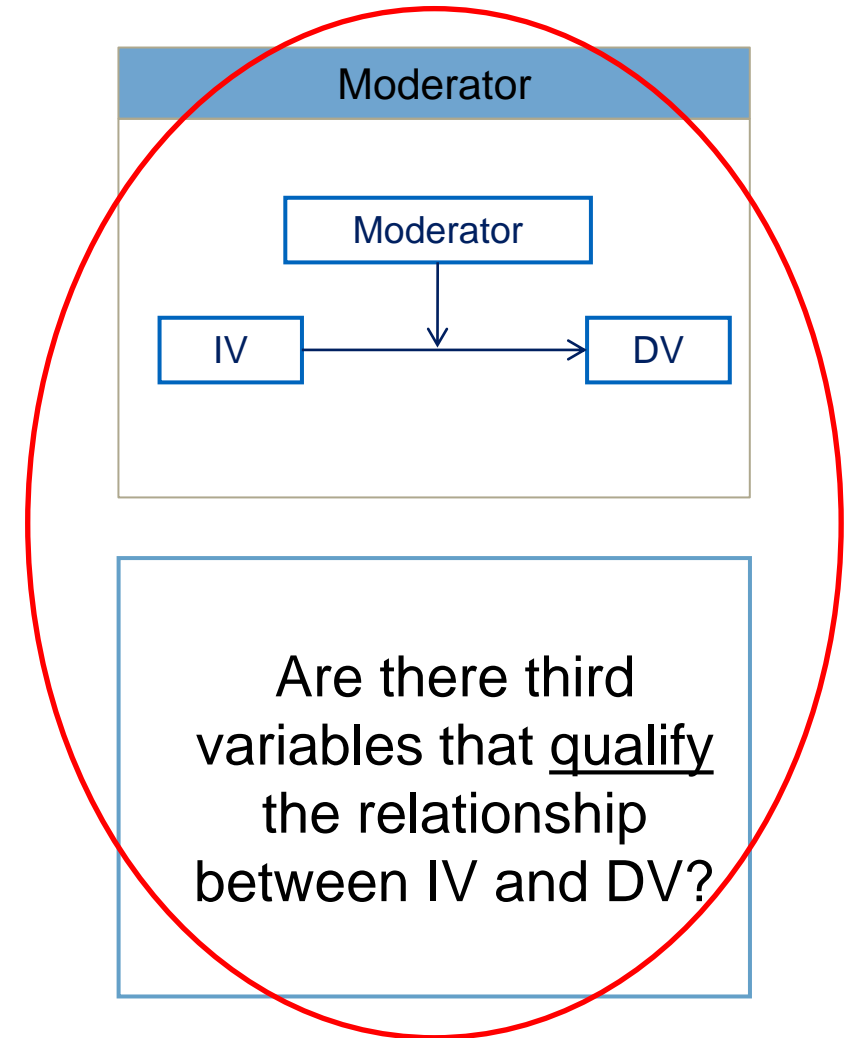 Moderator
Moderator
IV
DV
Are there third
variables that qualify
the relationship
between IV and DV?